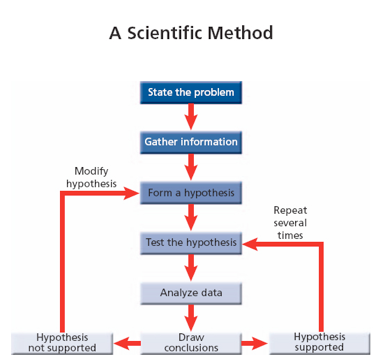 A Scientific Method
State the problem
Gather information
Modify
hypothesis
Form a hypothesis
Repeat
several
times
Test the hypothesis
Analyze data
Hypothesis
not supported
Draw
conclusions
Hypothesis
supported